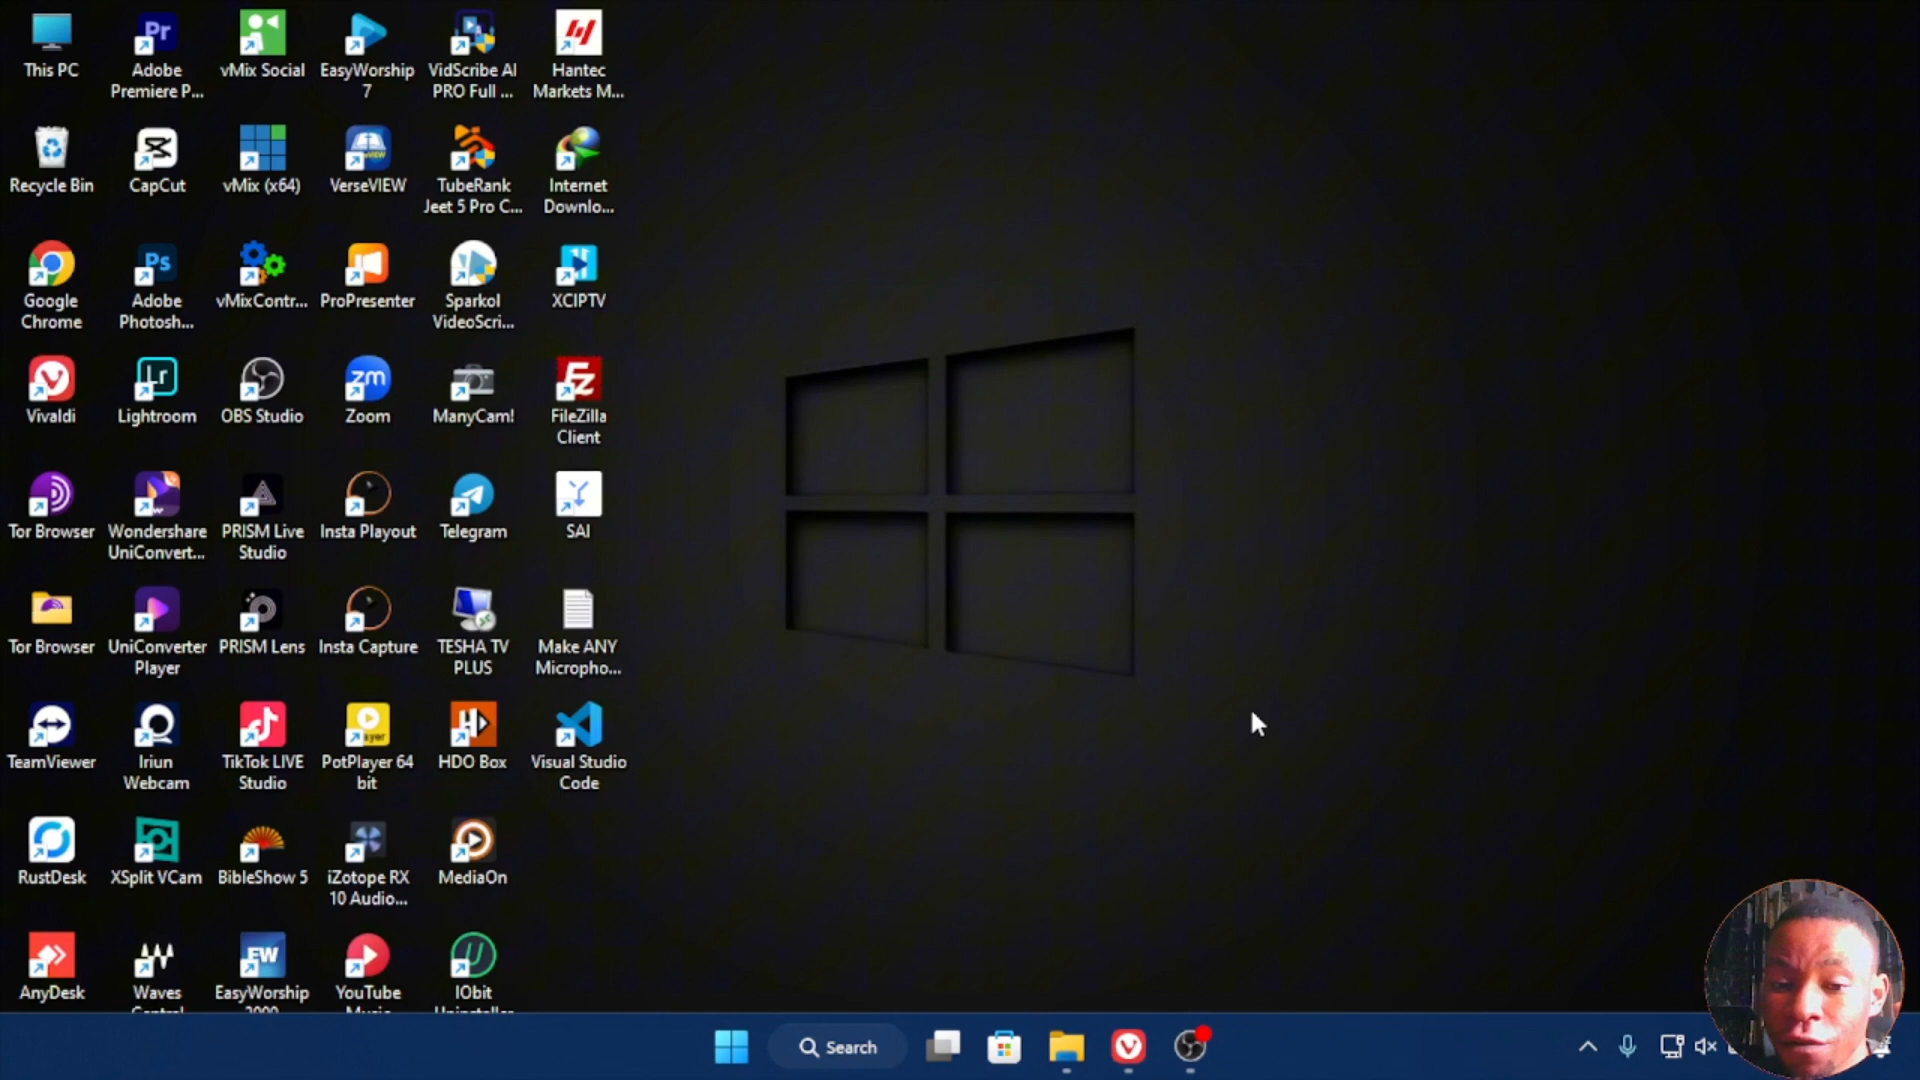 This PC
Adobe
Premiere P...
vMix Social
EasyWorship
7
VidScribe AI
PRO Full ...
Hantec
Markets M...
Recycle Bin
CapCut
vMix (x64)
VerseVIEW
TubeRank
Jeet 5 Pro C...
Internet
Downlo...
Google
Chrome
Adobe
Photosh...
vMixContr...
ProPresenter
Sparkol
VideoScri...
XCIPTV
Vivaldi
Lightroom
OBS Studio
Zoom
ManyCam!
FileZilla
Client
Tor Browser
Wondershare
UniConvert...
PRISM Live
Studio
Insta Playout
Telegram
SAI
Tor Browser
UniConverter
Player
PRISM Lens
Insta Capture
TESHA TV
PLUS
Make ANY
Micropho...
TeamViewer
Iriun
Webcam
TikTok LIVE
Studio
PotPlayer 64
bit
HDO Box
Visual Studio
Code
RustDesk
XSplit VCam
BibleShow 5
iZotope RX
10 Audio...
MediaOn
AnyDesk
Waves
EasyWorship
YouTube
IObit
Search